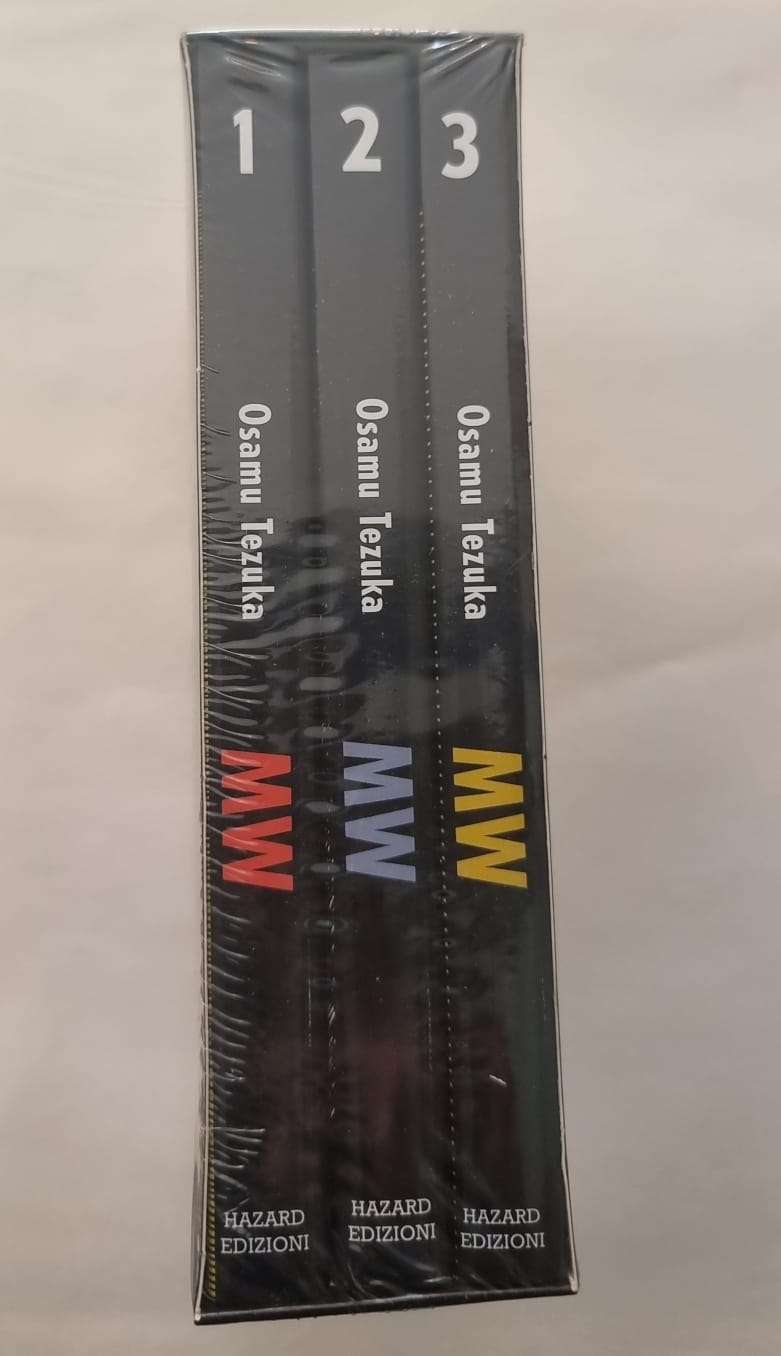 1
Osamu Tezuka
MW
HAZARD
EDIZIONI
2
Osamu Tezuka
MW
HAZARD
EDIZIONI
3
Osamu Tezuka
MW
HAZARD
EDIZIONI